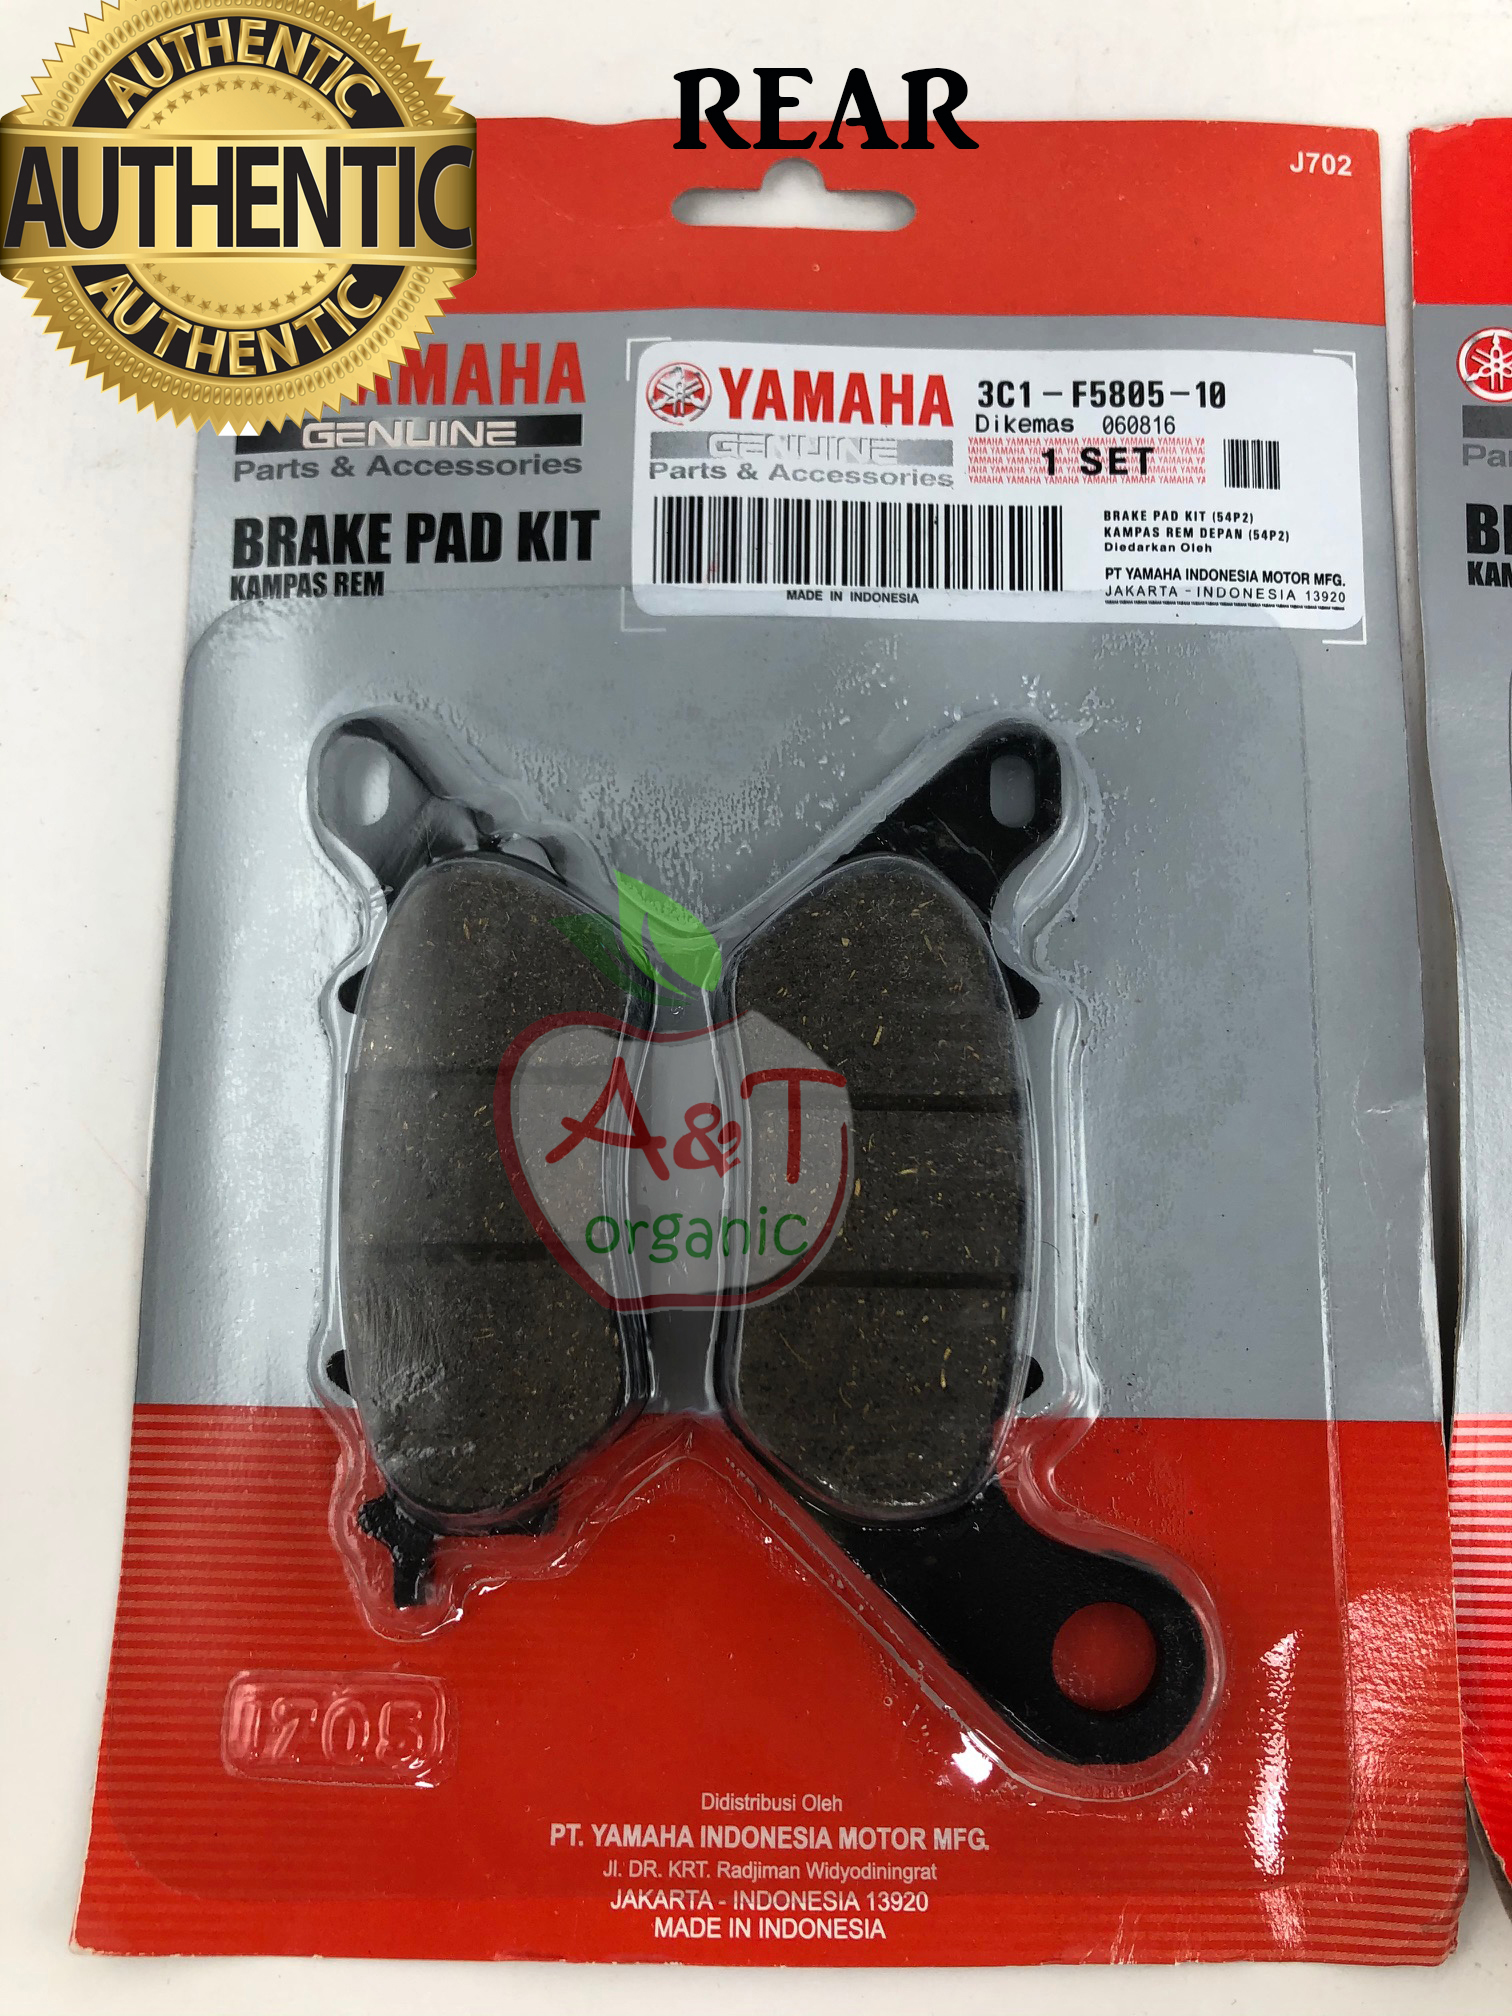 AUTHENTIC
AUTHENTIC
AUTHENTIC
REAR
J702
YAMAHA
GENUINE
Parts & Accessories
BRAKE PAD KIT
KAMPAS REM
YAMAHA
GENUINE
Parts & Accessories
3C1-F5805-10
Dikemas 060816
1 SET
BRAKE PAD KIT (54P2)
KAMPAS REM DEPAN (54P2)
Diedarkan Oleh
PT YAMAHA INDONESIA MOTOR MFG.
JAKARTA - INDONESIA 13920
MADE IN INDONESIA
A&T
organic
1705
Didistribusi Oleh
PT. YAMAHA INDONESIA MOTOR MFG.
Jl. DR. KRT. Radjiman Widyodiningrat
JAKARTA - INDONESIA 13920
MADE IN INDONESIA